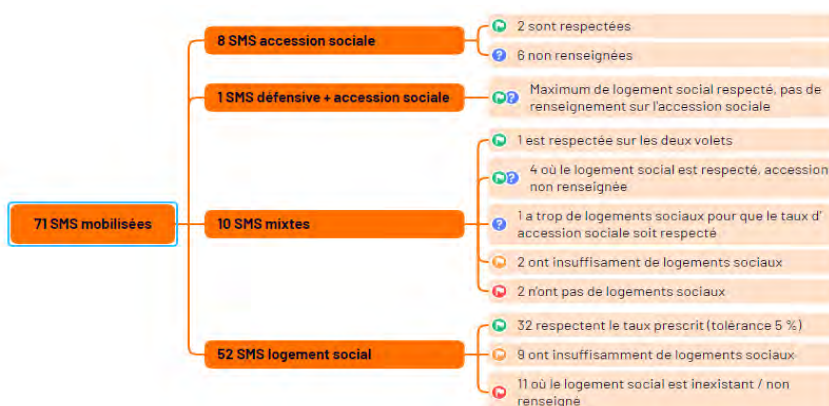 71 SMS mobilisées
8 SMS accession sociale
2 sont respectées
6 non renseignées
1 SMS défensive + accession sociale
Maximum de logement social respecté, pas de
renseignement sur l'accession sociale
10 SMS mixtes
1 est respectée sur les deux volets
4 où le logement social est respecté, accession
non renseignée
1 a trop de logements sociaux pour que le taux d'
accession sociale soit respecté
2 ont insuffisament de logements sociaux
2 n'ont pas de logements sociaux
52 SMS logement social
32 respectent le taux prescrit (tolérance 5 %)
9 ont insuffisamment de logements sociaux
11 où le logement social est inexistant / non
renseigné